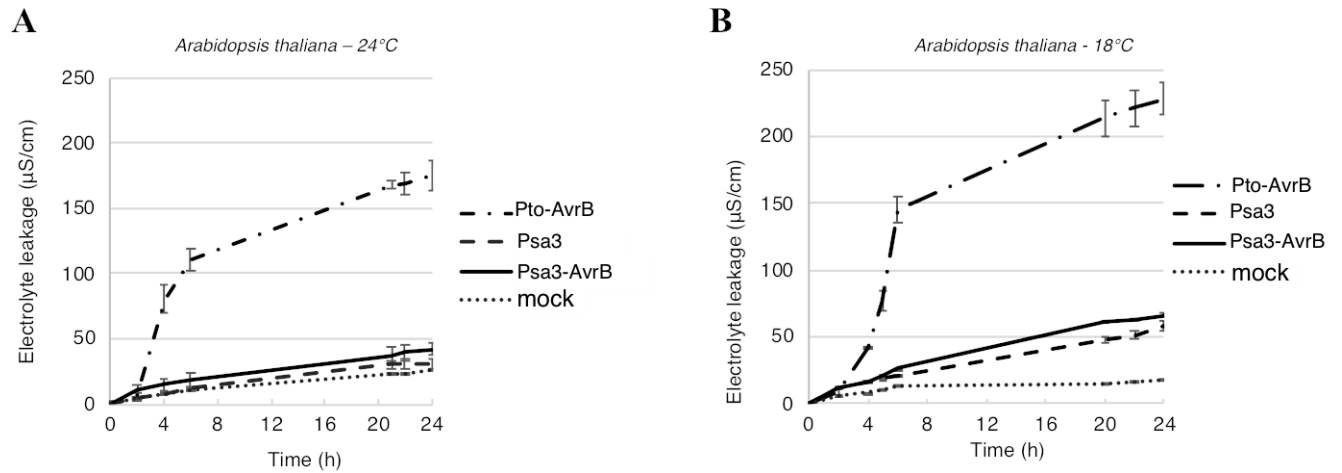 A
Arabidopsis thaliana – 24°C
Electrolyte leakage (µS/cm)
250
200
150
100
50
0
0 4 8 12 16 20 24
Time (h)
Pto-AvrB
Psa3
Psa3-AvrB
mock
B
Arabidopsis thaliana - 18°C
Electrolyte leakage (µS/cm)
250
200
150
100
50
0
0 4 8 12 16 20 24
Time (h)
Pto-AvrB
Psa3
Psa3-AvrB
mock